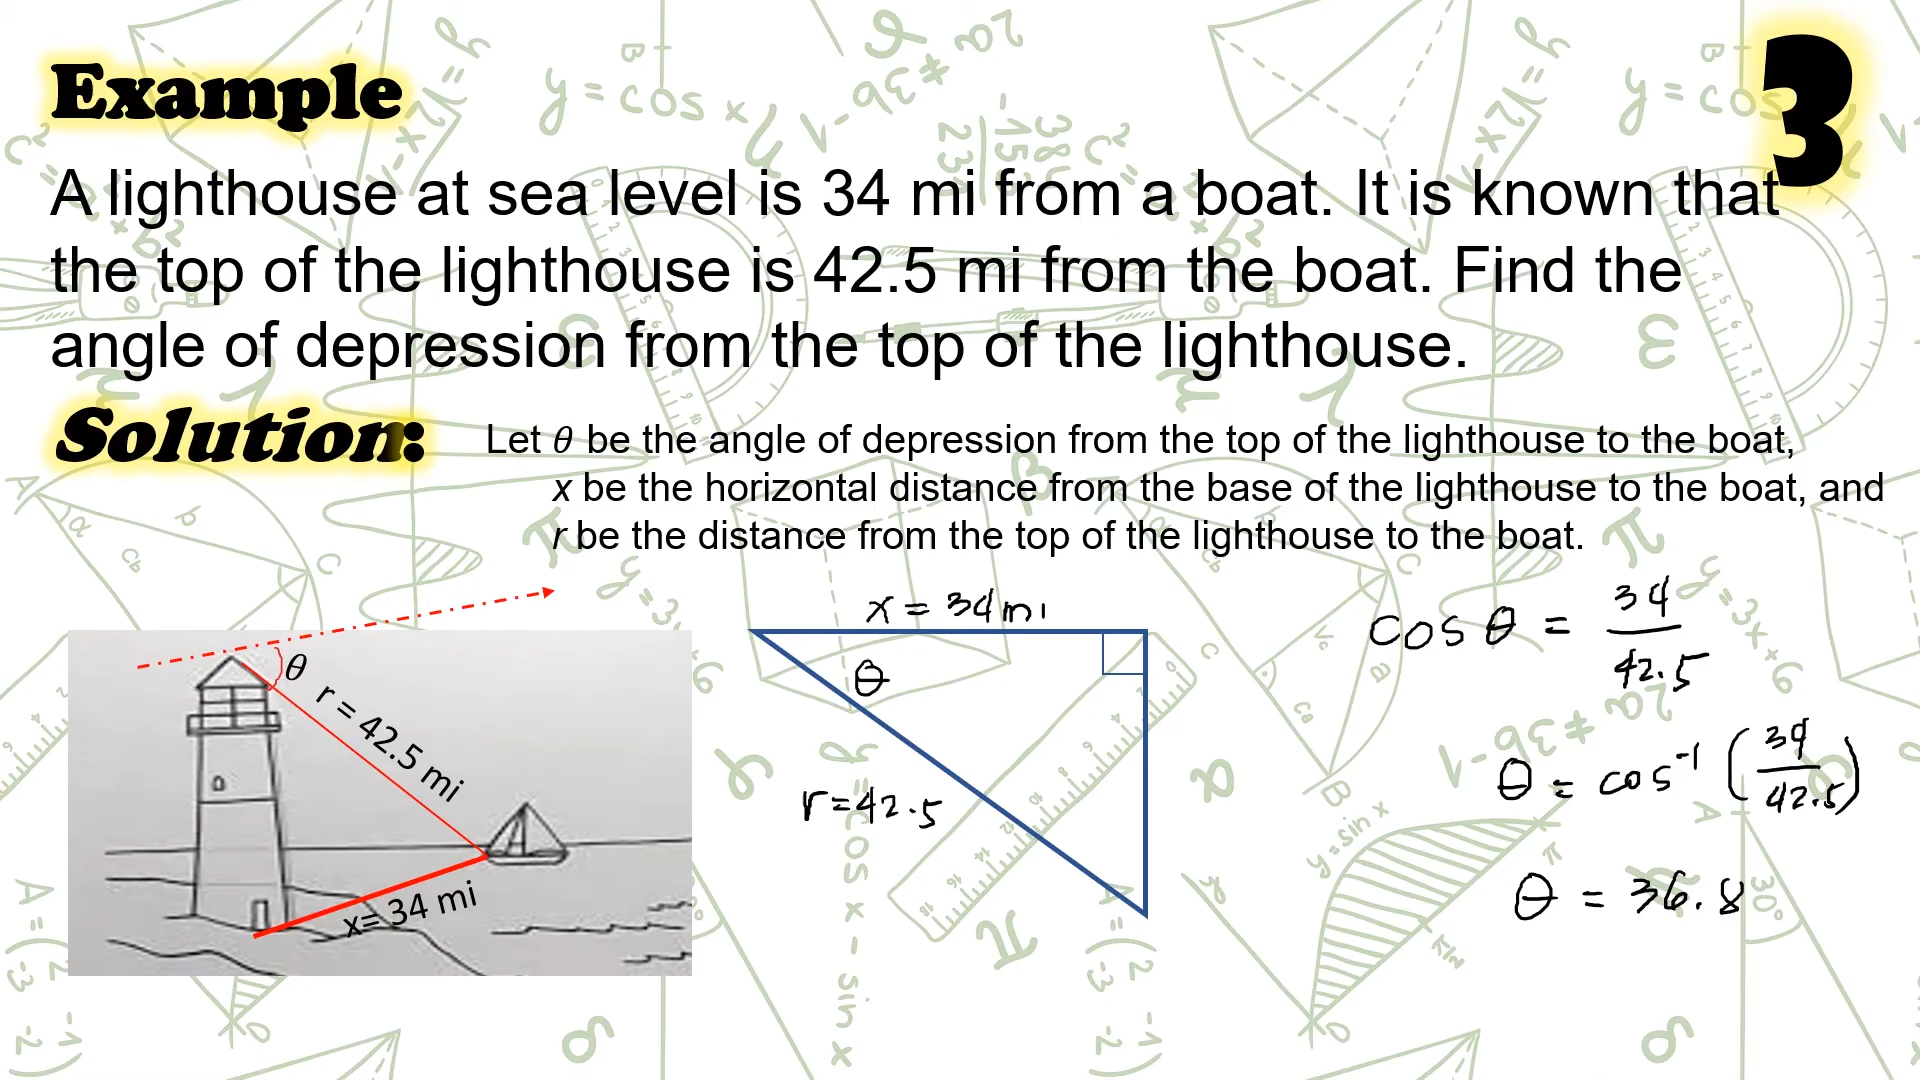 Example
3
A lighthouse at sea level is 34 mi from a boat. It is known that
the top of the lighthouse is 42.5 mi from the boat. Find the
angle of depression from the top of the lighthouse.
Solution:
Let θ be the angle of depression from the top of the lighthouse to the boat,
x be the horizontal distance from the base of the lighthouse to the boat, and
r be the distance from the top of the lighthouse to the boat.
θ
r = 42.5 mi
x= 34 mi
x = 34 mi
θ
r=42.5
cos θ = 34/42.5
θ = cos⁻¹ (34/42.5)
θ = 36.8